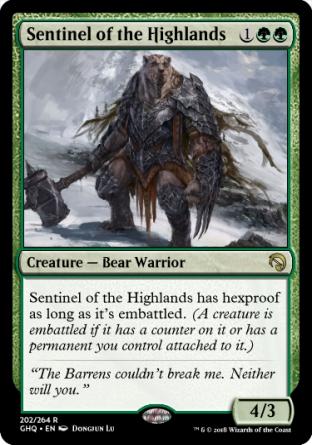 Sentinel of the Highlands 1
Creature — Bear Warrior
Sentinel of the Highlands has hexproof
as long as it's embattled. (A creature is
embattled if it has a counter on it or has a
permanent you control attached to it.)
"The Barrens couldn't break me. Neither
will you."
4/3
202/264 R
GHQ • EN DONGJUN LU
™ & © 2018 Wizards of the Coast